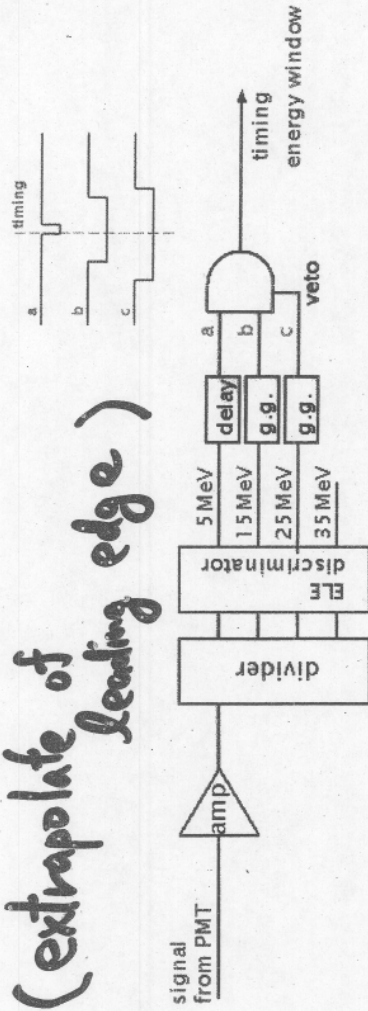 (extrapolate of
leading edge)
timing
a
b
c
signal
from PMT
amp
divider
ELE
discriminator
5 MeV
15 MeV
25 MeV
35 MeV
delay
g.g.
g.g.
a
b
c
veto
timing
energy window